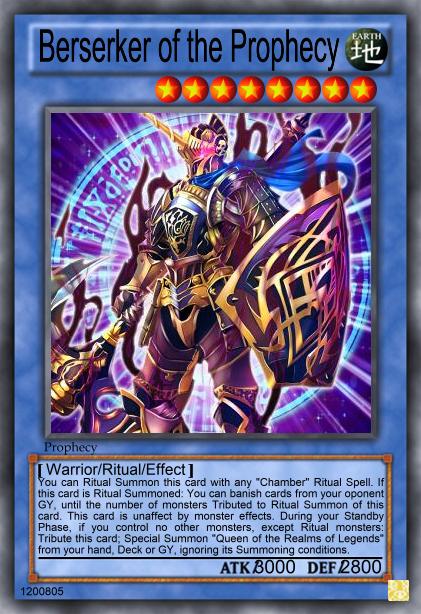 Berserker of the Prophecy
EARTH
地
Prophecy
[ Warrior/Ritual/Effect ]
You can Ritual Summon this card with any "Chamber" Ritual Spell. If
this card is Ritual Summoned: You can banish cards from your oponent
GY, until the number of monsters Tributed to Ritual Summon of this
card. This card is unaffect by monster effects. During your Standby
Phase, if you control no other monsters, except Ritual monsters:
Tribute this card; Special Summon "Queen of the Realms of Legends"
from your hand, Deck or GY, ignoring its Summoning conditions.
ATK 3000 DEF 2800
1200805